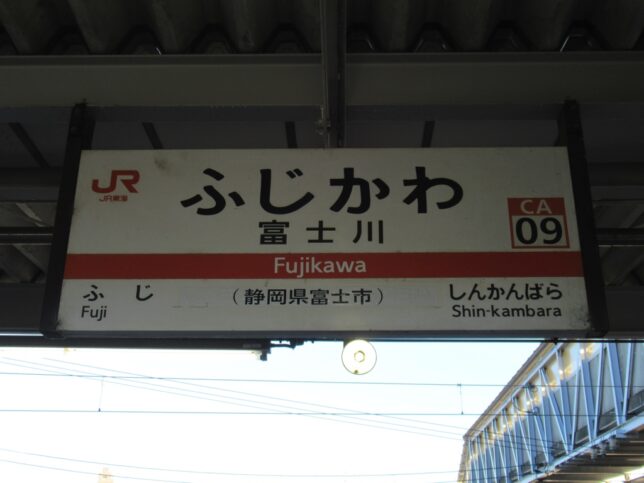 JR
JR東海
ふじかわ
富士川
CA
09
Fujikawa
ふじ
Fuji
（静岡県富士市）
しんかんばら
Shin-kambara